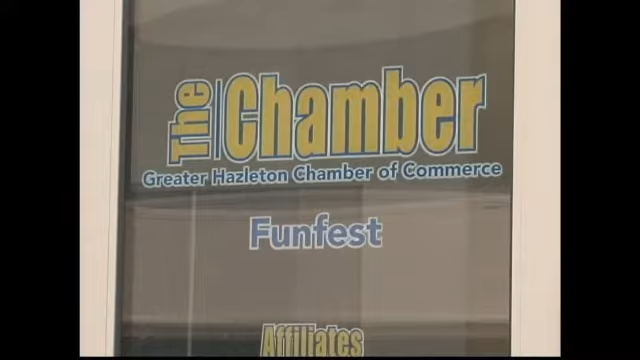 The Chamber
Greater Hazleton Chamber of Commerce
Funfest
Affiliates